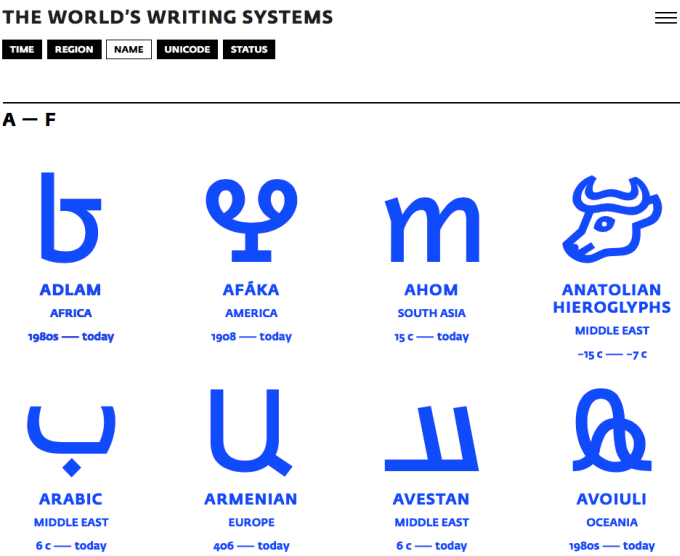 THE WORLD’S WRITING SYSTEMS
TIME REGION NAME UNICODE STATUS
A — F
ADLAM
AFRICA
1980s — today
AFÁKA
AMERICA
1908 — today
AHOM
SOUTH ASIA
15 c — today
ANATOLIAN
HIEROGLYPHS
MIDDLE EAST
–15 c — –7 c
ARABIC
MIDDLE EAST
6 c — today
ARMENIAN
EUROPE
406 — today
AVESTAN
MIDDLE EAST
6 c — today
AVOIULI
OCEANIA
1980s — today